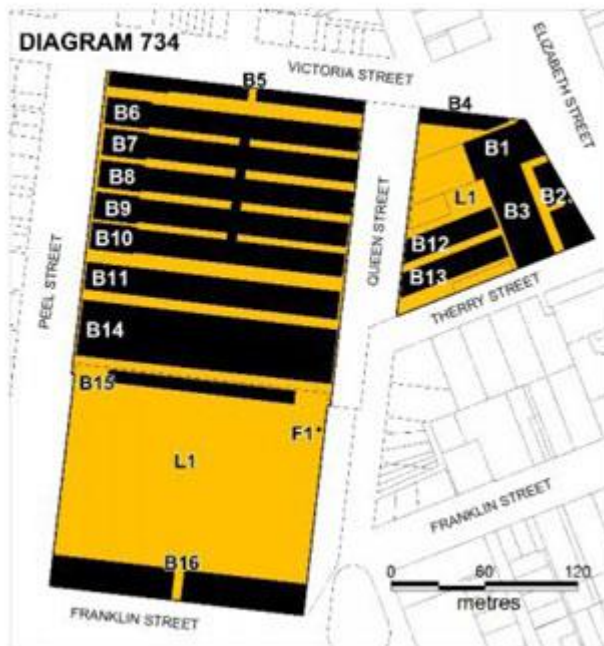 DIAGRAM 734
VICTORIA STREET
ELIZABETH STREET
B5
B4
B6
B1
B7
B8
L1
B2
B3
B9
QUEEN STREET
B10
B12
B11
B13
PEEL STREET
THERRY STREET
B14
B15
F1
L1
FRANKLIN STREET
B16
0 60 120
metres
FRANKLIN STREET